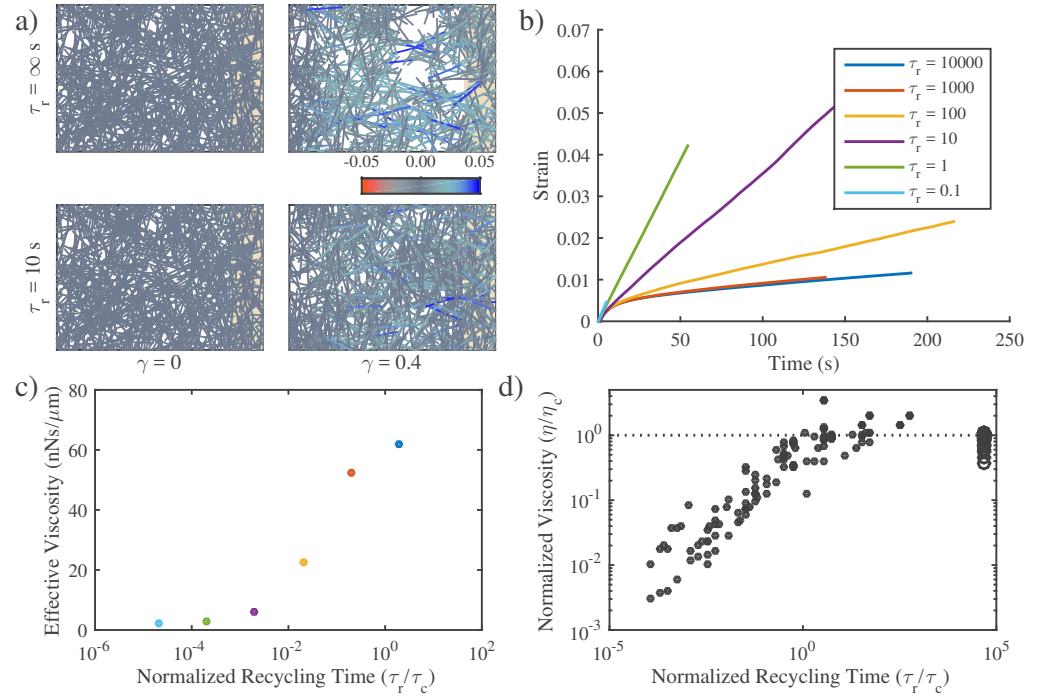 a)
τr = ∞ s
-0.05 0.00 0.05
τr = 10 s
γ = 0
γ = 0.4
b)
0.07
0.06
0.05
0.04
0.03
0.02
0.01
0
Strain
0 50 100 150 200 250
Time (s)
τr = 10000
τr = 1000
τr = 100
τr = 10
τr = 1
τr = 0.1
c)
80
60
40
20
0
Effective Viscosity (nNs/μm)
10^-6 10^-4 10^-2 10^0 10^2
Normalized Recycling Time (τr/τc)
d)
10^0
10^-1
10^-2
10^-3
Normalized Viscosity (η/ηc)
10^-5 10^0 10^5
Normalized Recycling Time (τr/τc)